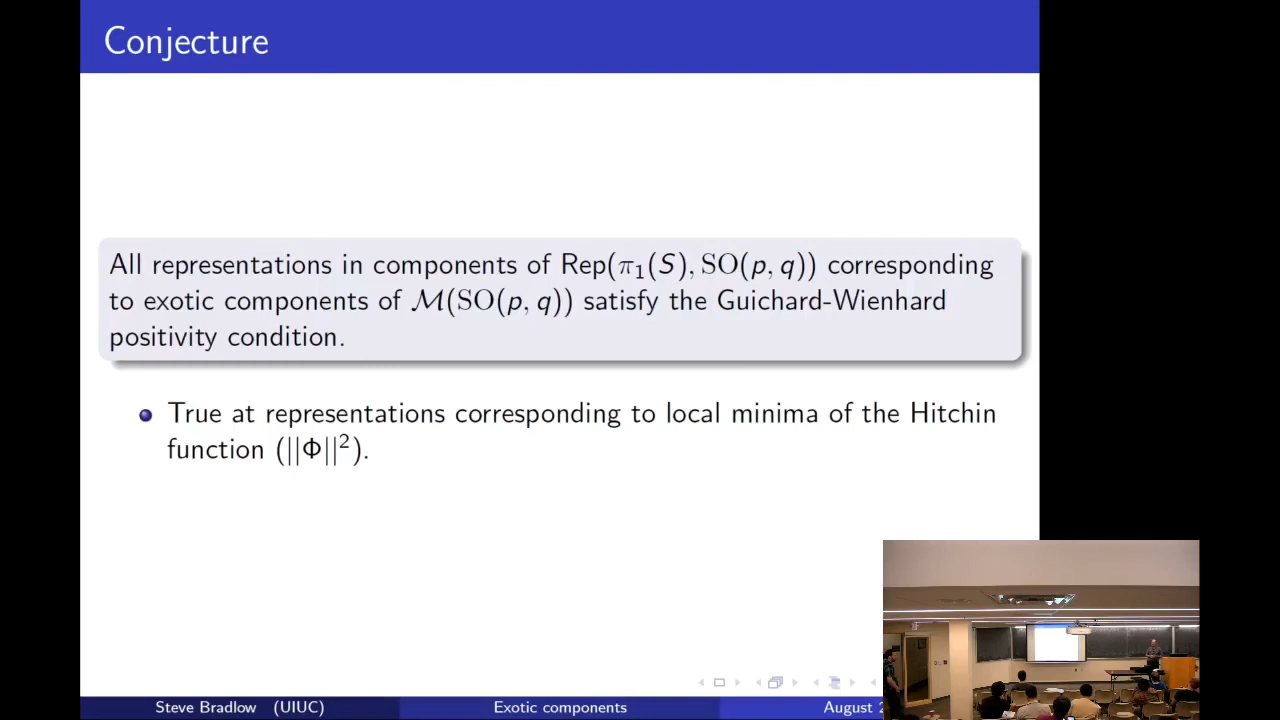 Conjecture
All representations in components of Rep(π₁(S), SO(p, q)) corresponding
to exotic components of ℳ(SO(p, q)) satisfy the Guichard-Wienhard
positivity condition.
True at representations corresponding to local minima of the Hitchin
function (||Φ||²).
Steve Bradlow (UIUC)
Exotic components
August